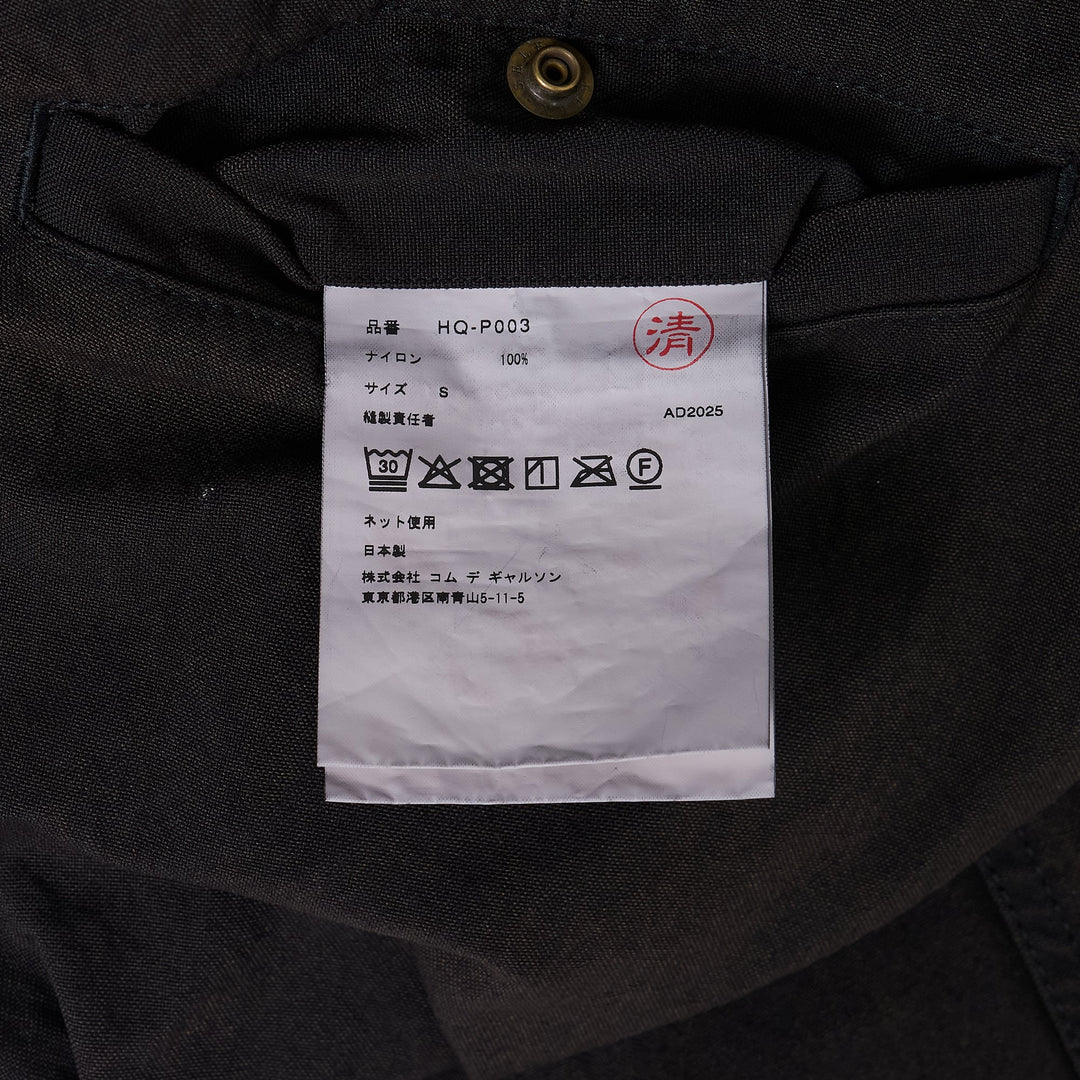 品番 HQ-P003
清
ナイロン 100%
サイズ S
縫製責任者
AD2025
30
F
ネット使用
日本製
株式会社 コム デ ギャルソン
東京都港区南青山5-11-5